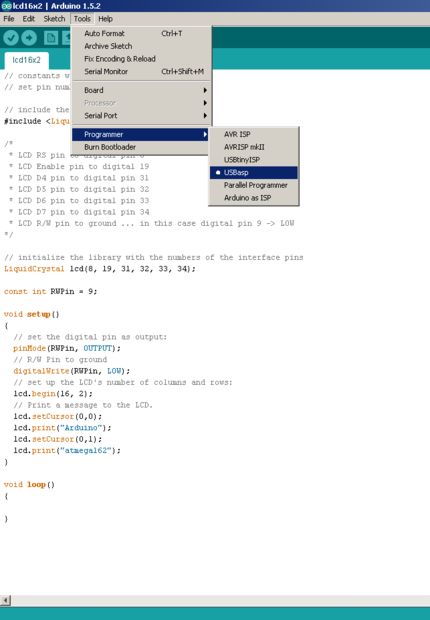 lcd16x2 | Arduino 1.5.2
File Edit Sketch Tools Help
Auto Format Ctrl+T
Archive Sketch
Fix Encoding & Reload
Serial Monitor Ctrl+Shift+M
Board
Processor
Serial Port
Programmer
Burn Bootloader
AVR ISP
AVRISP mkII
USBtinyISP
USBasp
Parallel Programmer
Arduino as ISP
lcd16x2
// constants
// set pin
// include the
#include
/*
* LCD RS pin to digital pin
* LCD Enable pin to digital 19
* LCD D4 pin to digital pin 31
* LCD D5 pin to digital pin 32
* LCD D6 pin to digital pin 33
* LCD D7 pin to digital pin 34
* LCD R/W pin to ground ... in this case digital pin 9 -> LOW
*/
// initialize the library with the numbers of the interface pins
LiquidCrystal lcd(8, 19, 31, 32, 33, 34);
const int RWPin = 9;
void setup()
{
// set the digital pin as output:
pinMode(RWPin, OUTPUT);
// R/W Pin to ground
digitalWrite(RWPin, LOW);
// set up the LCD's number of columns and rows:
lcd.begin(16, 2);
// Print a message to the LCD.
lcd.setCursor(0,0);
lcd.print("Arduino");
lcd.setCursor(0,1);
lcd.print("atmega162");
}
void loop()
{
}